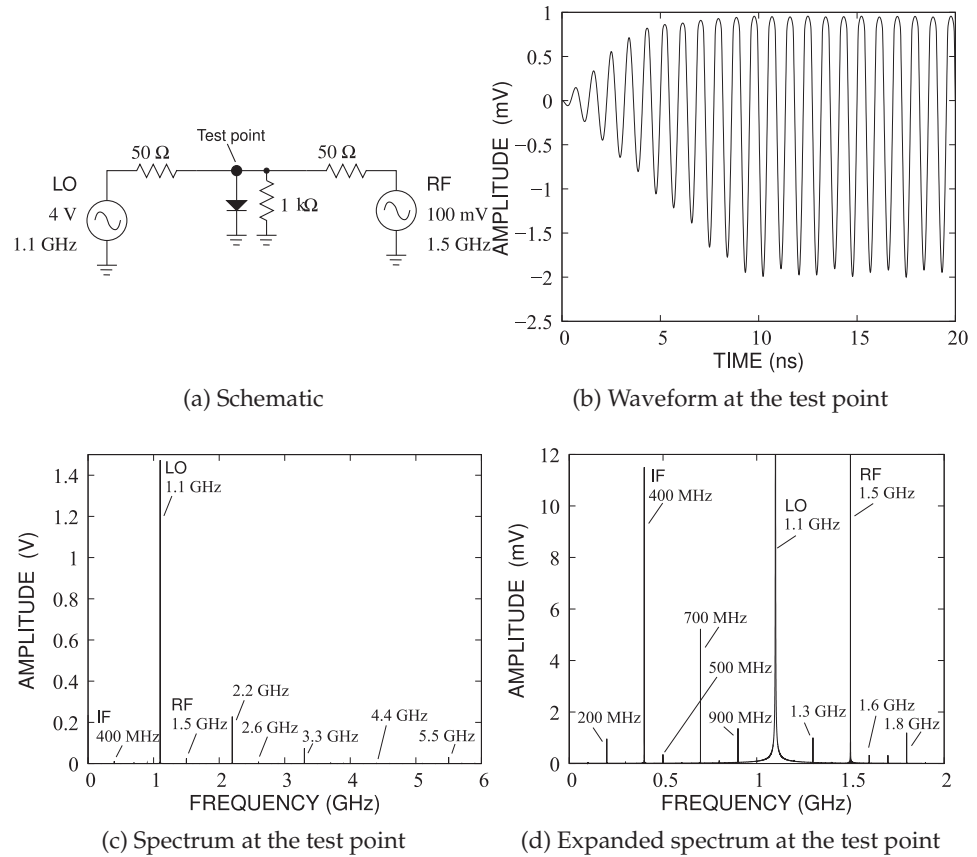 Test point
50 Ω
50 Ω
LO
4 V
1.1 GHz
1 kΩ
RF
100 mV
1.5 GHz
(a) Schematic
AMPLITUDE (mV)
1
0.5
0
−0.5
−1
−1.5
−2
−2.5
0 5 10 15 20
TIME (ns)
(b) Waveform at the test point
AMPLITUDE (V)
1.4
1.2
1
0.8
0.6
0.4
0.2
0
LO
1.1 GHz
IF
400 MHz
RF
1.5 GHz
2.2 GHz
2.6 GHz
3.3 GHz
4.4 GHz
5.5 GHz
0 1 2 3 4 5 6
FREQUENCY (GHz)
(c) Spectrum at the test point
AMPLITUDE (mV)
12
10
8
6
4
2
0
IF
400 MHz
LO
1.1 GHz
RF
1.5 GHz
700 MHz
500 MHz
200 MHz
900 MHz
1.3 GHz
1.6 GHz
1.8 GHz
0 0.5 1 1.5 2
FREQUENCY (GHz)
(d) Expanded spectrum at the test point